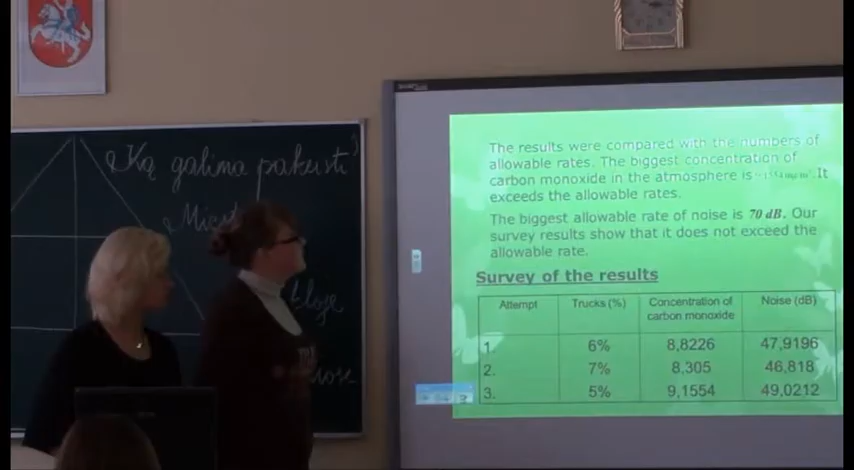 Ką galima pakeisti
The results were compared with the numbers of
allowable rates. The biggest concentration of
carbon monoxide in the atmosphere is It
exceeds the allowable rates.
The biggest allowable rate of noise is 70 dB. Our
survey results show that it does not exceed the
allowable rate.
Survey of the results
Attempt Trucks (%) Concentration of carbon monoxide Noise (dB)
1. 6% 8,8226 47,9196
2. 7% 8,305 46,818
3. 5% 9,1554 49,0212